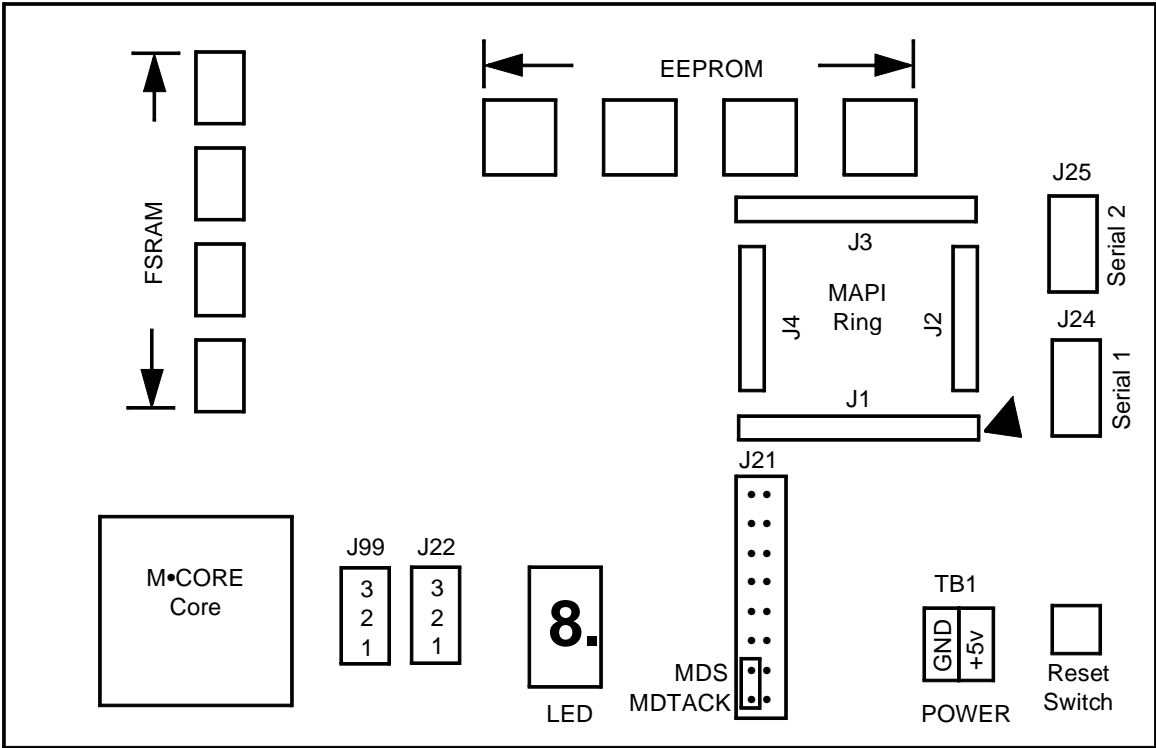 EEPROM
FSRAM
J25
Serial 2
J3
J4
MAPI
Ring
J2
J24
Serial 1
J1
J21
M•CORE
Core
J99
3
2
1
J22
3
2
1
8.
LED
MDS
MDTACK
TB1
GND
+5v
POWER
Reset
Switch